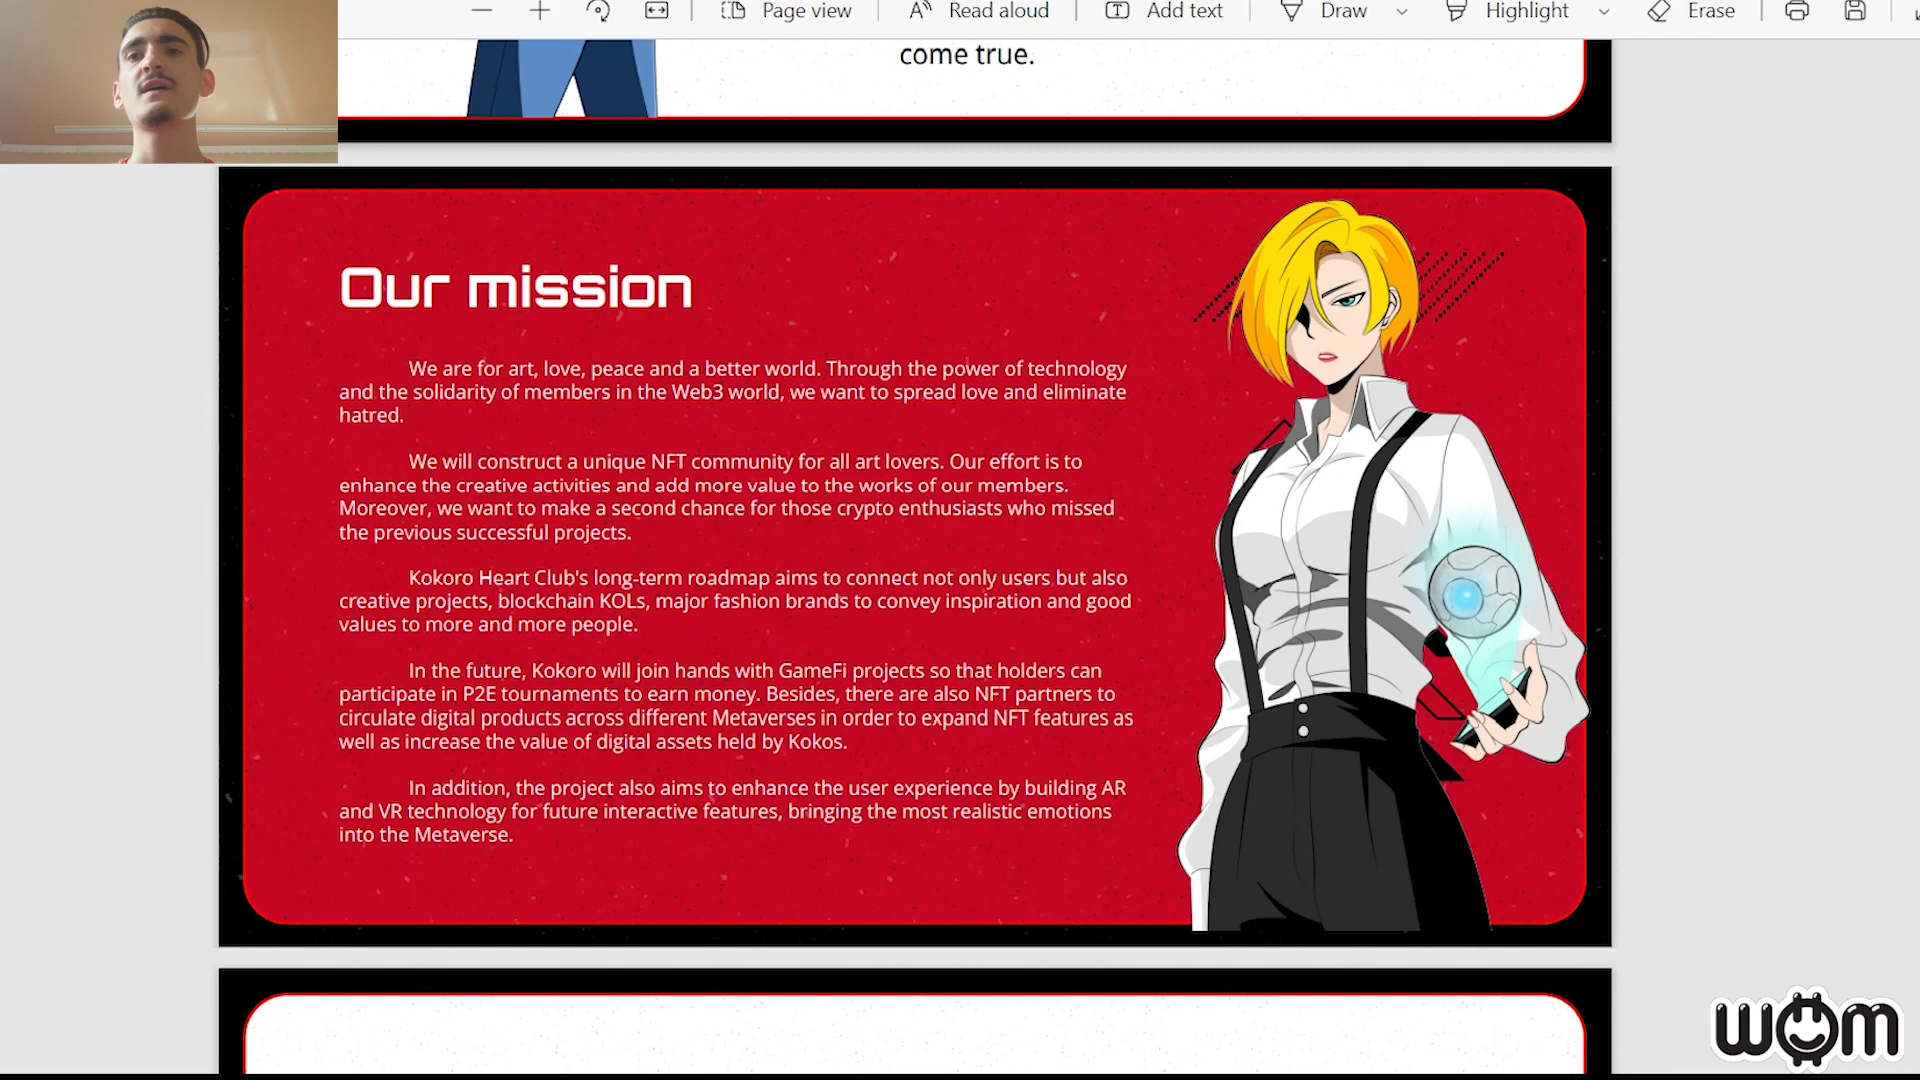 Page view
Read aloud
Add text
Draw
Highlight
Erase
come true.
Our mission
We are for art, love, peace and a better world. Through the power of technology
and the solidarity of members in the Web3 world, we want to spread love and eliminate
hatred.
We will construct a unique NFT community for all art lovers. Our effort is to
enhance the creative activities and add more value to the works of our members.
Moreover, we want to make a second chance for those crypto enthusiasts who missed
the previous successful projects.
Kokoro Heart Club's long-term roadmap aims to connect not only users but also
creative projects, blockchain KOLs, major fashion brands to convey inspiration and good
values to more and more people.
In the future, Kokoro will join hands with GameFi projects so that holders can
participate in P2E tournaments to earn money. Besides, there are also NFT partners to
circulate digital products across different Metaverses in order to expand NFT features as
well as increase the value of digital assets held by Kokos.
In addition, the project also aims to enhance the user experience by building AR
and VR technology for future interactive features, bringing the most realistic emotions
into the Metaverse.
wom